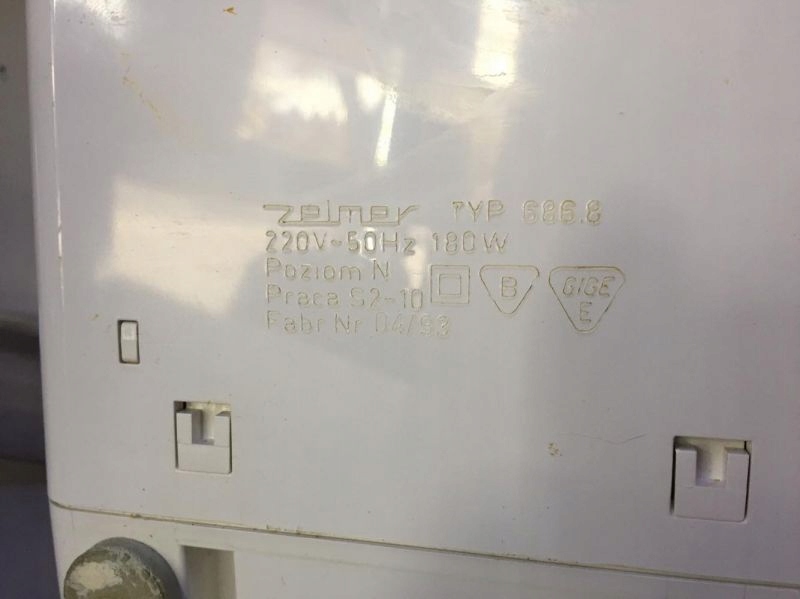 zelmer TYP 686.8
220V~50Hz 180W
Poziom N
Praca S2-10
B
GIGE
E
Fabr Nr 04/93